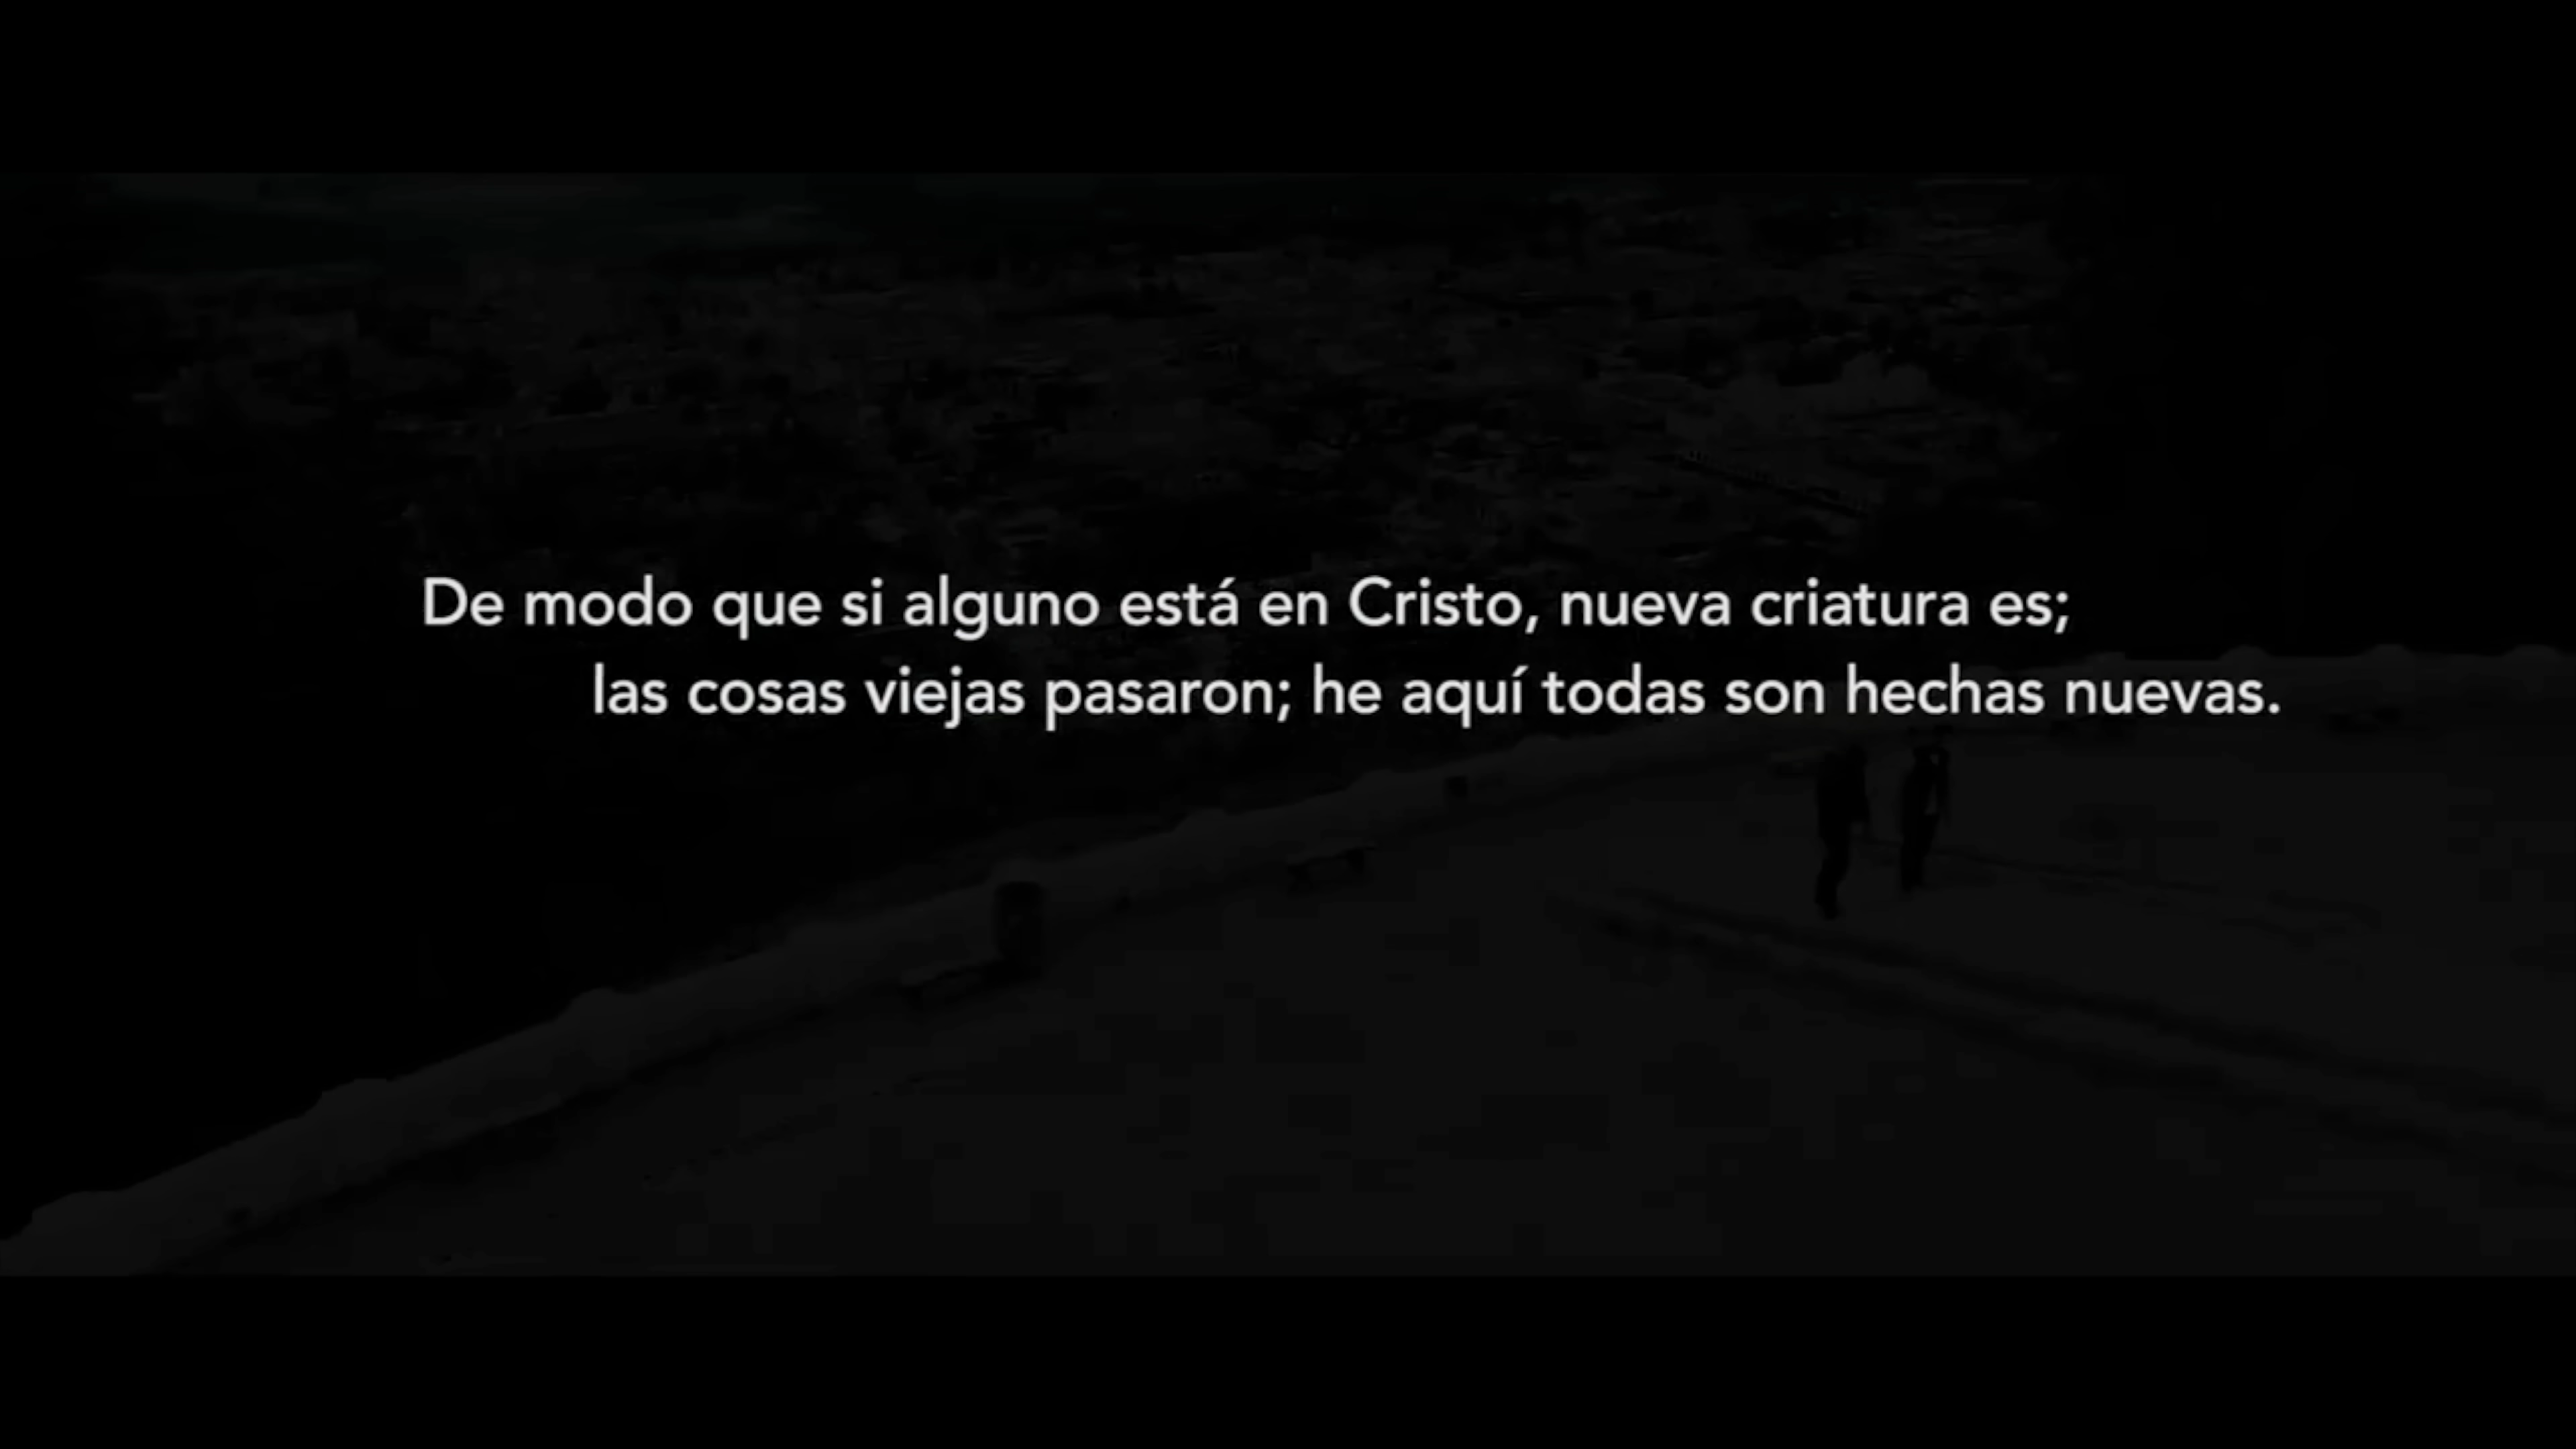 De modo que si alguno está en Cristo, nueva criatura es;
las cosas viejas pasaron; he aquí todas son hechas nuevas.